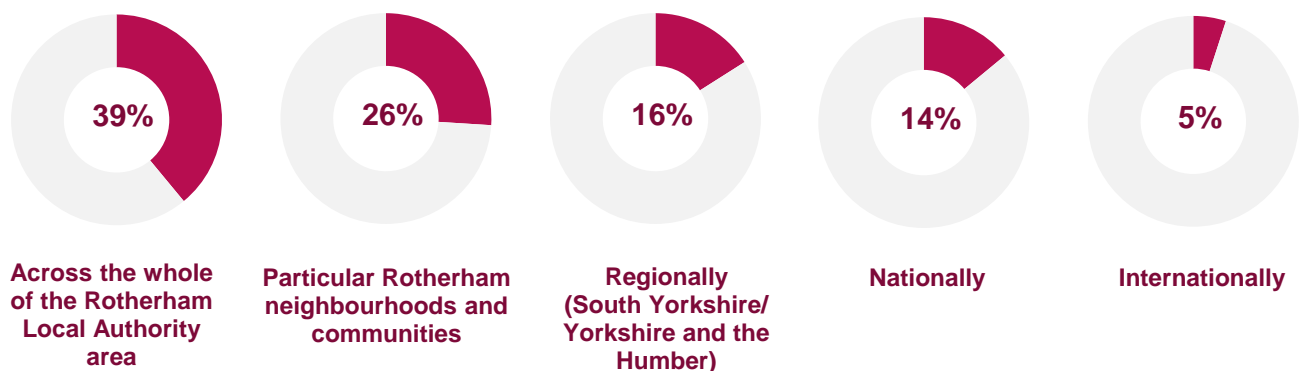 39%
26%
16%
14%
5%
Across the whole
of the Rotherham
Local Authority
area
Particular Rotherham
neighbourhoods and
communities
Regionally
(South Yorkshire/
Yorkshire and the
Humber)
Nationally
Internationally